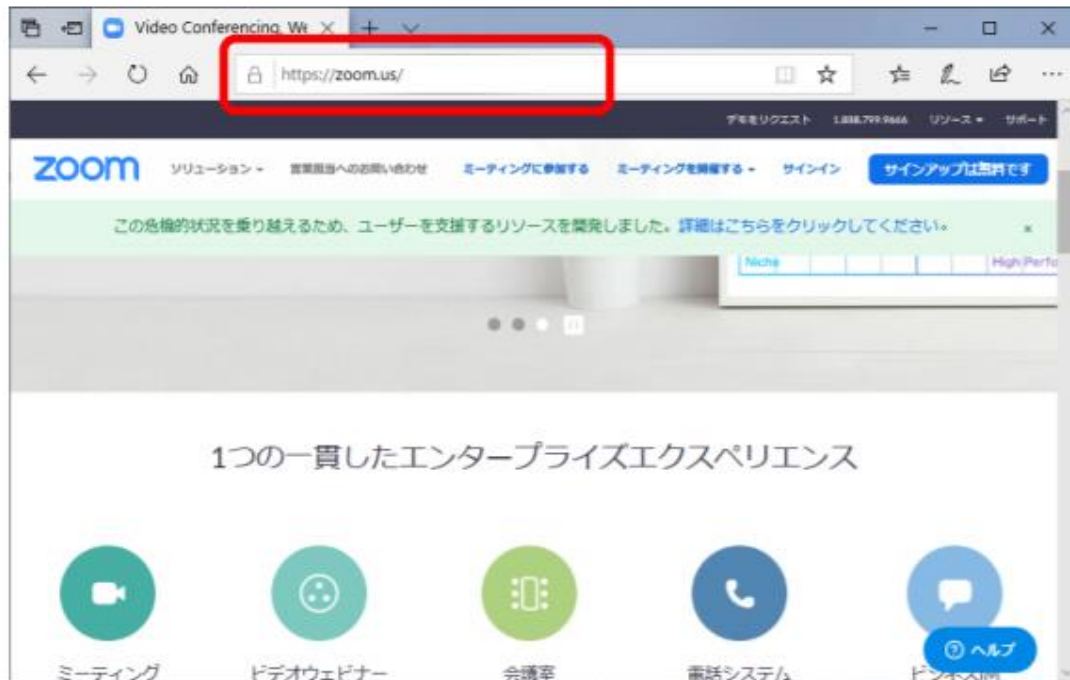 Video Conferencing, We
https://zoom.us/
デモをリクエスト 1.888.799.9666 リソース サポート
zoom ソリューション 営業担当へのお問い合わせ ミーティングに参加する ミーティングを開催する サインイン サインアップは無料です
この危機的状況を乗り越えるため、ユーザーを支援するリソースを開発しました。詳細はこちらをクリックしてください。
Niche High Perfo
1つの一貫したエンタープライズエクスペリエンス
ミーティング ビデオウェビナー 会議室 電話システム
ヘルプ